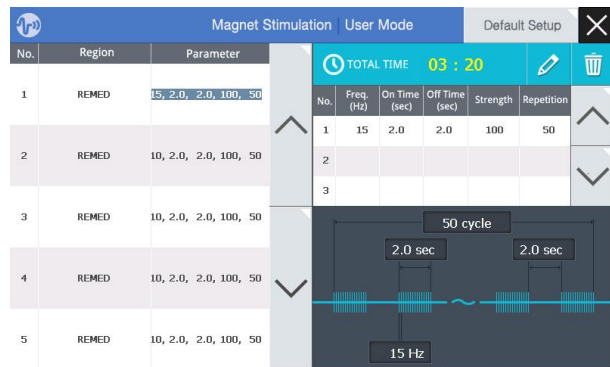 Magnet Stimulation User Mode Default Setup
No. Region Parameter
1 REMED 15, 2.0, 2.0, 100, 50
2 REMED 10, 2.0, 2.0, 100, 50
3 REMED 10, 2.0, 2.0, 100, 50
4 REMED 10, 2.0, 2.0, 100, 50
5 REMED 10, 2.0, 2.0, 100, 50
TOTAL TIME 03 : 20
No. Freq. (Hz) On Time (sec) Off Time (sec) Strength Repetition
1 15 2.0 2.0 100 50
2
3
50 cycle
2.0 sec 2.0 sec
15 Hz